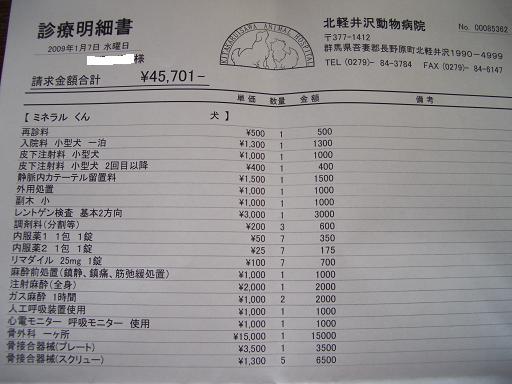 診療明細書
2009年1月7日 水曜日
様
請求金額合計 ¥45,701-
KITAKARUISAWA ANIMAL HOSPITAL
北軽井沢動物病院 No. 00085362
〒377-1412
群馬県吾妻郡長野原町北軽井沢1990-4999
TEL (0279)- 84-3784 FAX (0279)- 84-6147
単価 数量 金額 備考
【 ミネラル くん 犬 】
再診料 ¥500 1 500
入院料 小型犬 一泊 ¥1,300 1 1300
皮下注射料 小型犬 ¥1,000 1 1000
皮下注射料 小型犬 2回目以降 ¥400 1 400
静脈内カテーテル留置料 ¥1,500 1 1500
外用処置 ¥1,000 1 1000
副木 小 ¥1,000 1 1000
レントゲン検査 基本2方向 ¥3,000 1 3000
調剤料(分割等) ¥200 3 600
内服薬1 1包 1錠 ¥50 7 350
内服薬2 1包 1錠 ¥25 7 175
リマダイル 25mg 1錠 ¥100 7 700
麻酔前処置(鎮静、鎮痛、筋弛緩処置) ¥1,000 1 1000
注射麻酔(全身) ¥2,000 1 2000
ガス麻酔 1時間 ¥1,000 2 2000
人工呼吸装置使用 ¥1,000 1 1000
心電モニター 呼吸モニター 使用 ¥1,000 1 1000
骨外科 一ヶ所 ¥15,000 1 15000
骨接合器械(プレート) ¥3,500 1 3500
骨接合器械(スクリュー) ¥1,300 5 6500